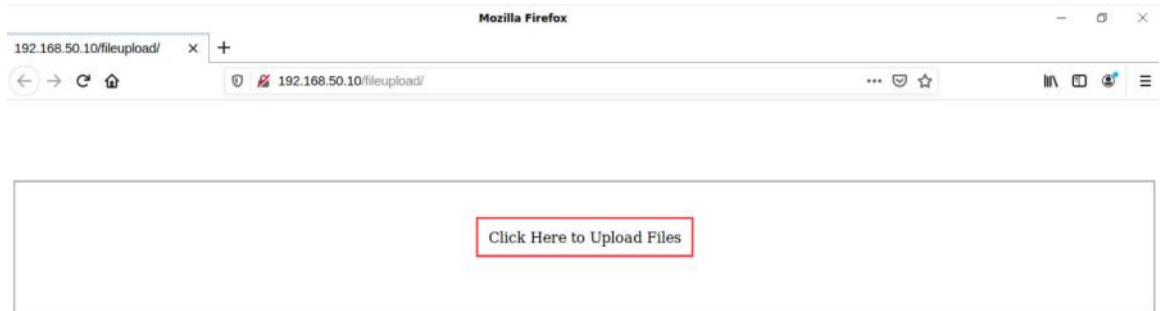 Mozilla Firefox
192.168.50.10/fileupload/
192.168.50.10/fileupload/
Click Here to Upload Files